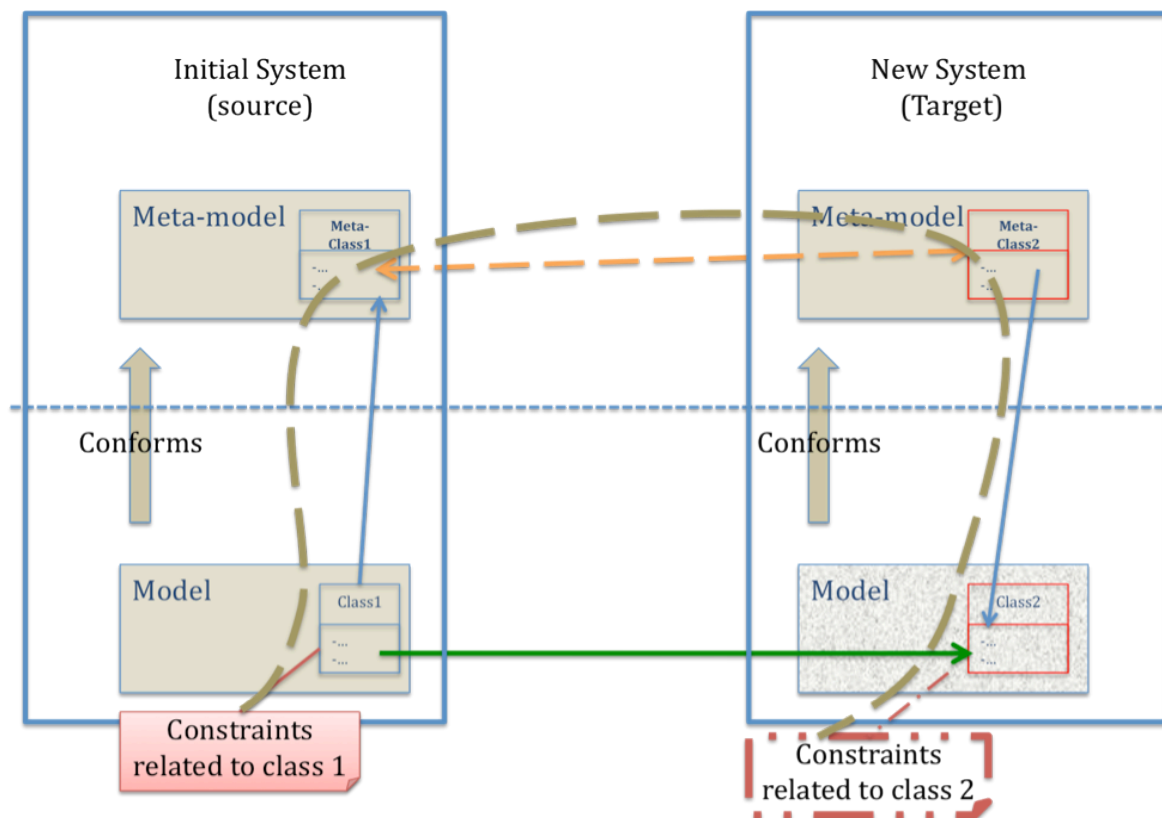 Initial System
(source)
New System
(Target)
Meta-model
Meta-
Class1
-...
-..
Meta-model
Meta-
Class2
-...
-..
Conforms
Conforms
Model
Class1
-...
-...
Model
Class2
-...
-...
Constraints
related to class 1
Constraints
related to class 2